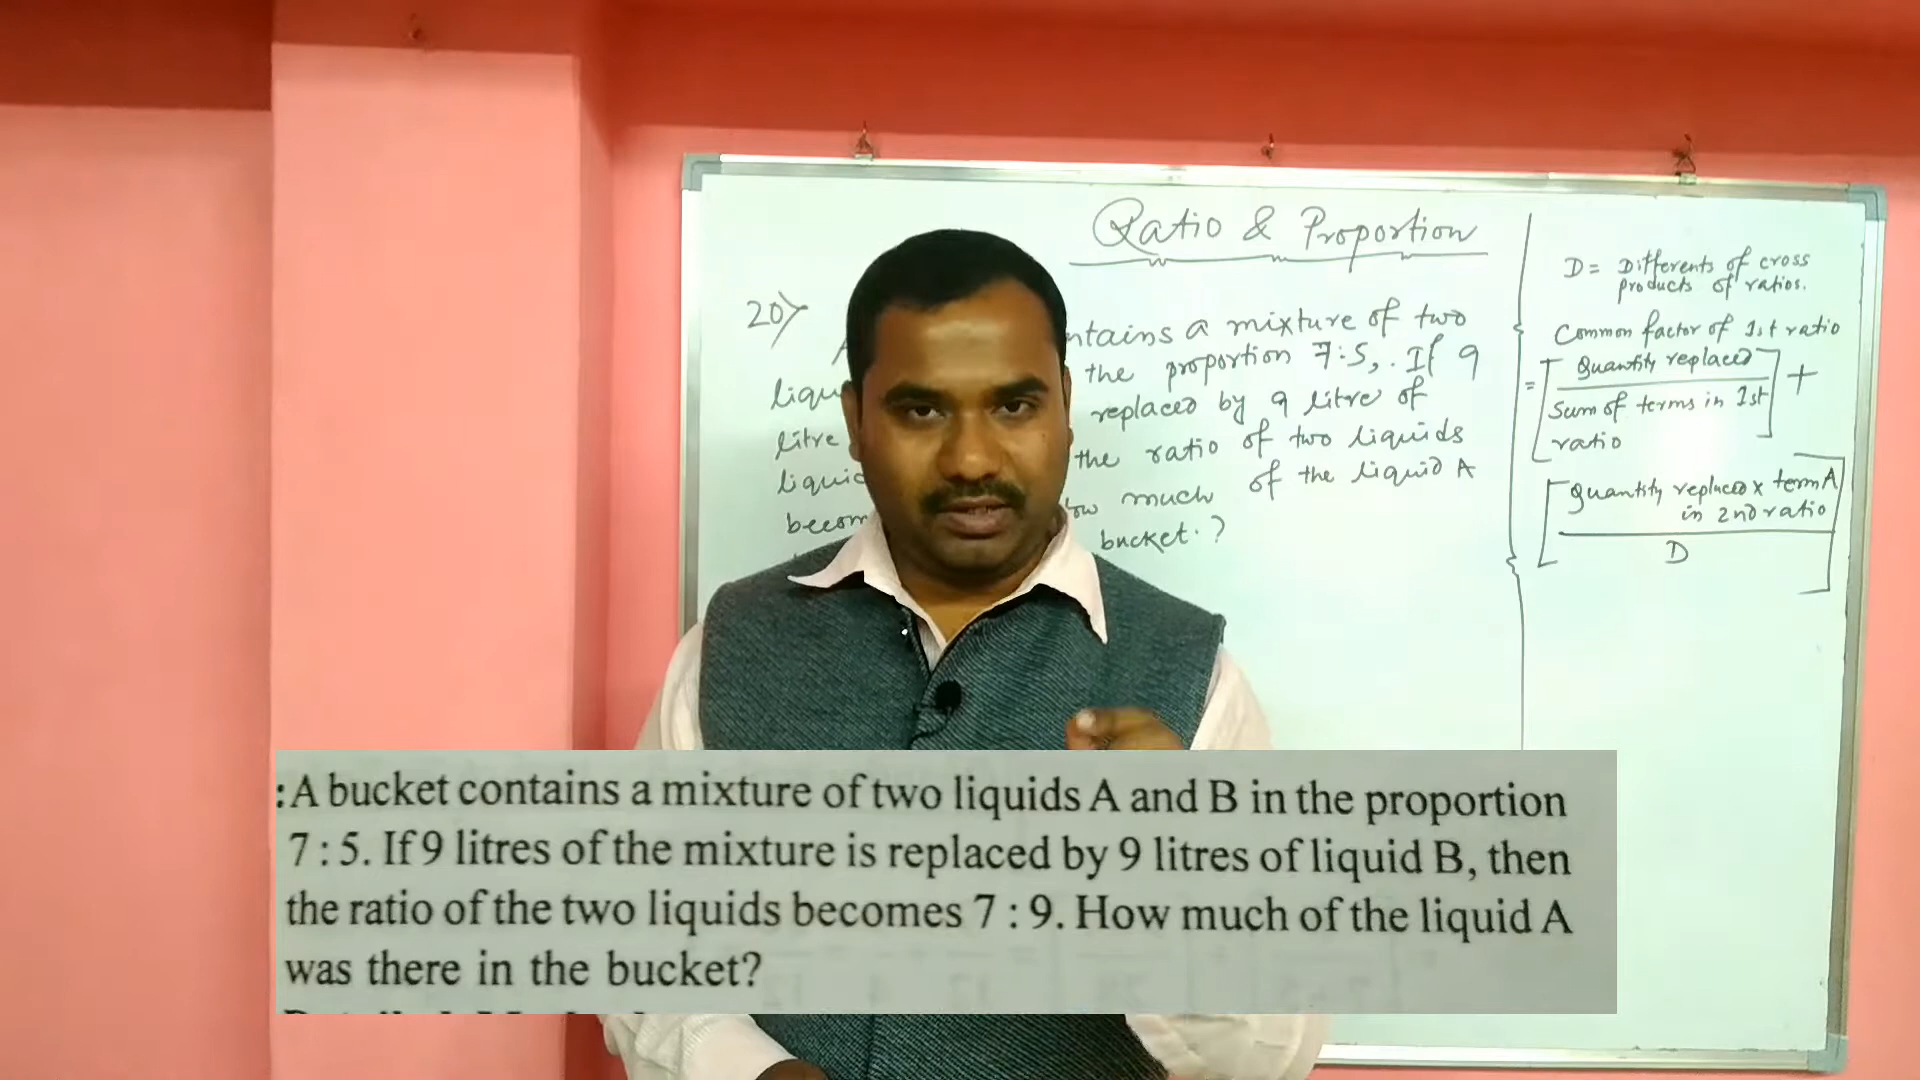 Ratio & Proportion
20)
ntains a mixture of two
liqu the proportion 7:5,. If 9
litre replaced by 9 litre of
liquid the ratio of two liquids
becom ow much of the liquid A
bucket.?
D = Differents of cross
products of ratios.
Common factor of 1st ratio
= [Quantity replaced] +
Sum of terms in 1st
ratio
[quantity replaced x term A
in 2nd ratio]
D
: A bucket contains a mixture of two liquids A and B in the proportion
7 : 5. If 9 litres of the mixture is replaced by 9 litres of liquid B, then
the ratio of the two liquids becomes 7 : 9. How much of the liquid A
was there in the bucket?